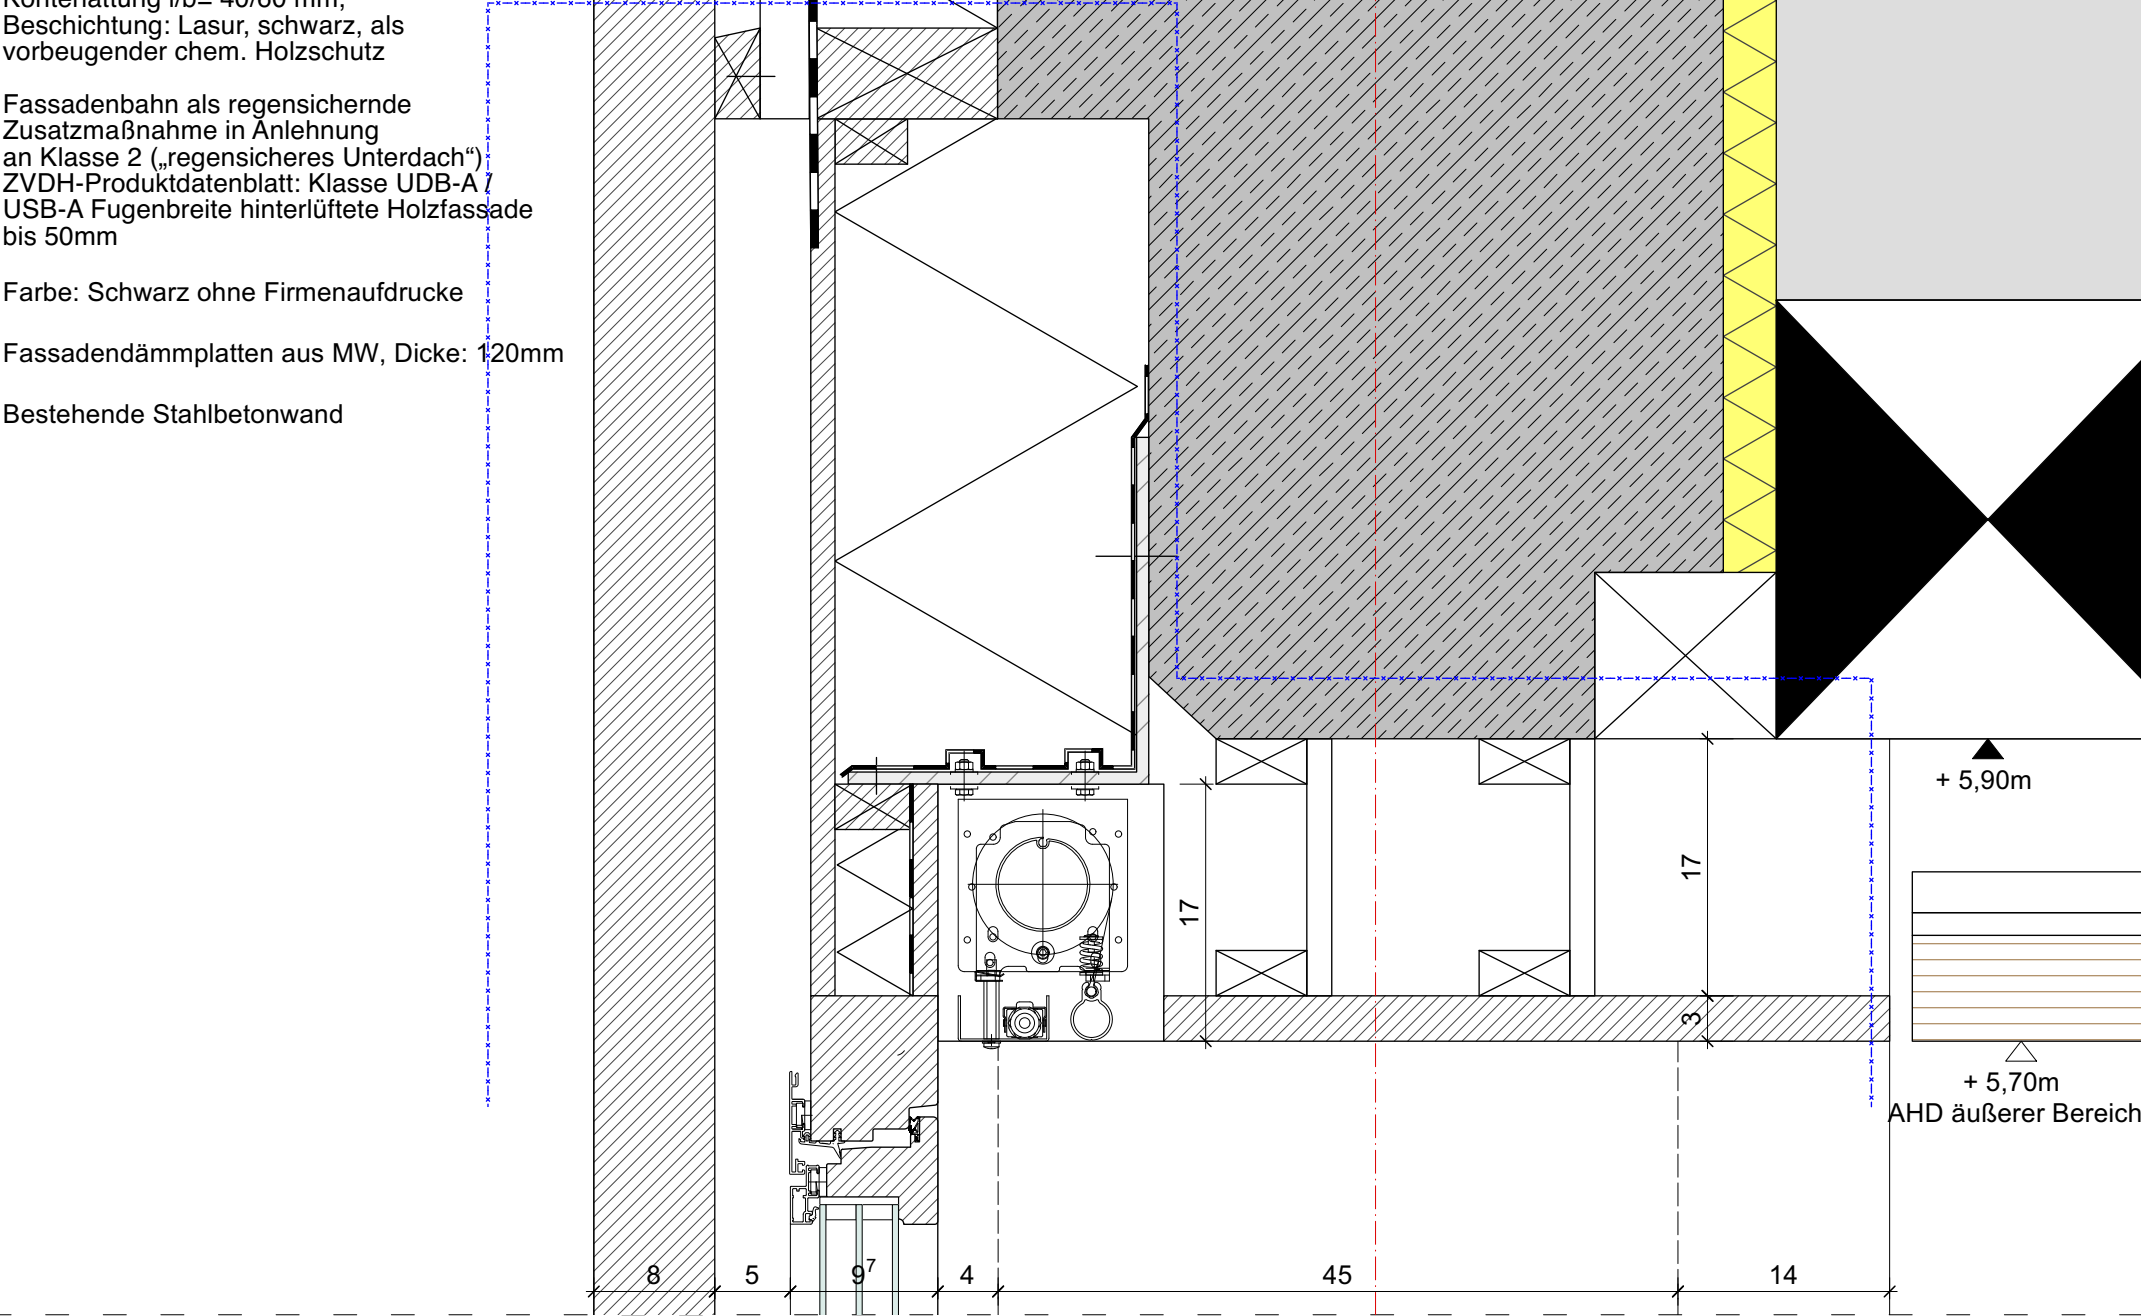 Beschichtung: Lasur, schwarz, als
vorbeugender chem. Holzschutz
Fassadenbahn als regensichernde
Zusatzmaßnahme in Anlehnung
an Klasse 2 („regensicheres Unterdach“)
ZVDH-Produktdatenblatt: Klasse UDB-A /
USB-A Fugenbreite hinterlüftete Holzfassade
bis 50mm
Farbe: Schwarz ohne Firmenaufdrucke
Fassadendämmplatten aus MW, Dicke: 120mm
Bestehende Stahlbetonwand
+ 5,90m
17
17
3
+ 5,70m
AHD äußerer Bereich
8
5
9⁷
4
45
14